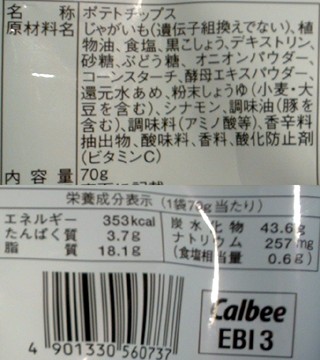 名　称 ポテトチップス
原材料名 じゃがいも(遺伝子組換えでない)、植
物油、食塩、黒こしょう、デキストリン、
砂糖、ぶどう糖、オニオンパウダー、
コーンスターチ、酵母エキスパウダー、
還元水あめ、粉末しょうゆ(小麦・大
豆を含む)、シナモン、調味油(豚を
含む)、調味料(アミノ酸等)、香辛料
抽出物、酸味料、香料、酸化防止剤
(ビタミンC)
内容量 70g
栄養成分表示 (1袋70g当たり)
エネルギー 353kcal 炭水化物 43.6g
たんぱく質 3.7g ナトリウム 257mg
脂質 18.1g (食塩相当量 0.6g)
Calbee
EBI 3
4 901330 560737